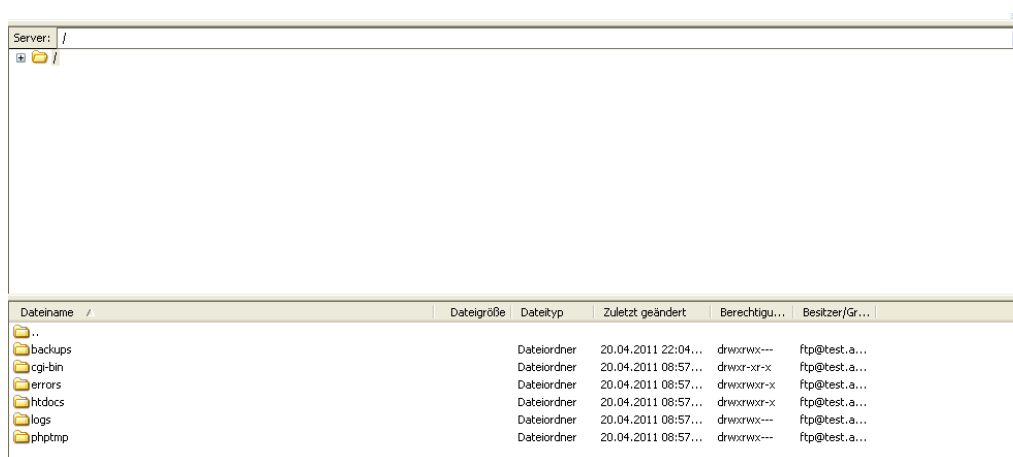 Server: /
/
Dateiname Dateigröße Dateityp Zuletzt geändert Berechtigu... Besitzer/Gr...
..
backups Dateiordner 20.04.2011 22:04... drwxrwx--- ftp@test.a...
cgi-bin Dateiordner 20.04.2011 08:57... drwxr-xr-x ftp@test.a...
errors Dateiordner 20.04.2011 08:57... drwxrwxr-x ftp@test.a...
htdocs Dateiordner 20.04.2011 08:57... drwxrwxr-x ftp@test.a...
logs Dateiordner 20.04.2011 08:57... drwxrwx--- ftp@test.a...
phptmp Dateiordner 20.04.2011 08:57... drwxrwx--- ftp@test.a...